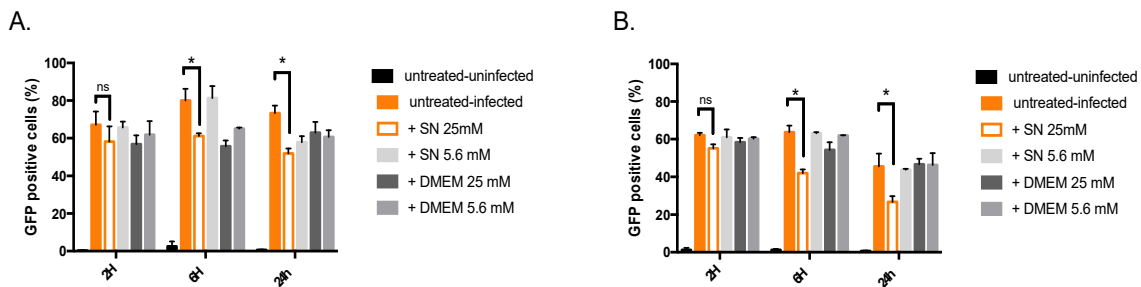 A.
GFP positive cells (%)
100
80
60
40
20
0
ns
*
*
2H
6H
24h
untreated-uninfected
untreated-infected
+ SN 25mM
+ SN 5.6 mM
+ DMEM 25 mM
+ DMEM 5.6 mM
B.
GFP positive cells (%)
100
80
60
40
20
0
ns
*
*
2H
6H
24h
untreated-uninfected
untreated-infected
+ SN 25mM
+ SN 5.6 mM
+ DMEM 25 mM
+ DMEM 5.6 mM